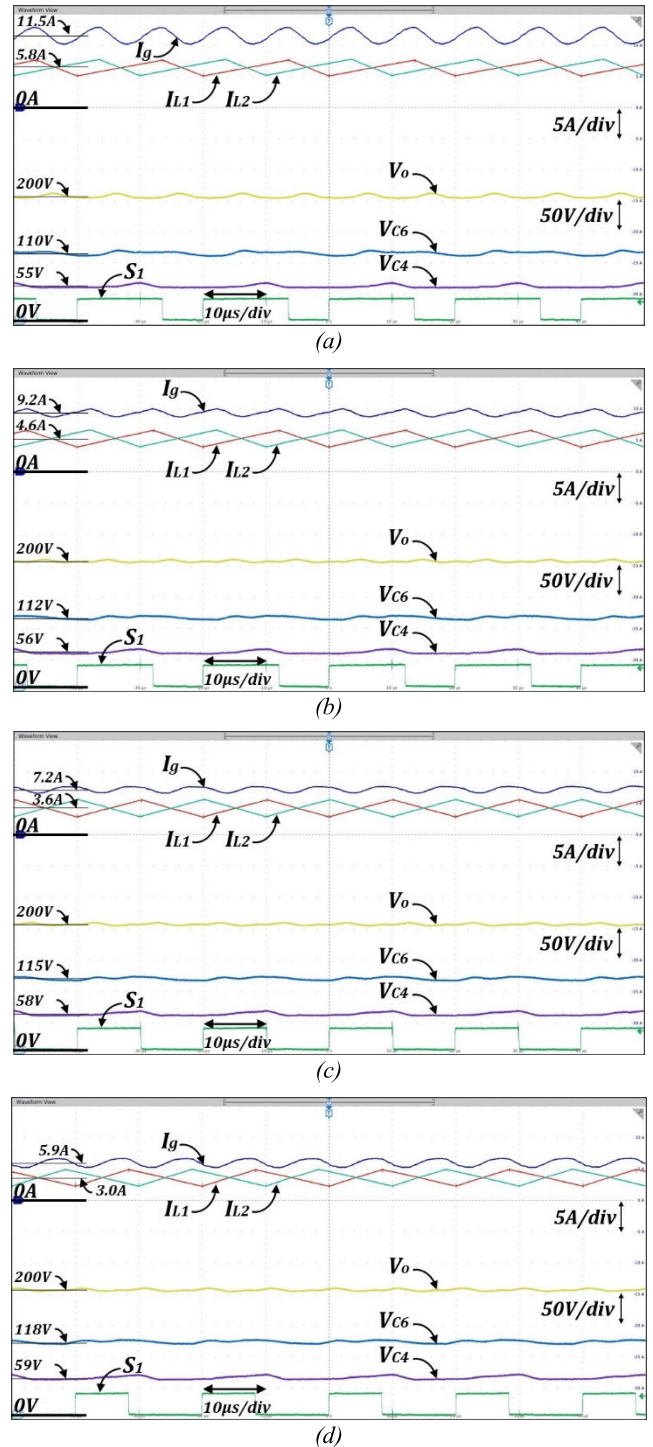 Waveform View
11.5A
Ig
5.8A
IL1 IL2
0A
5A/div
200V
Vo
50V/div
110V
VC6
55V
S1
VC4
10μs/div
0V
(a)
Waveform View
9.2A
Ig
4.6A
IL1 IL2
0A
5A/div
200V
Vo
50V/div
112V
VC6
56V
S1
VC4
10μs/div
0V
(b)
Waveform View
7.2A
Ig
3.6A
0A
IL1 IL2
5A/div
200V
Vo
50V/div
115V
VC6
58V
S1
VC4
10μs/div
0V
(c)
Waveform View
5.9A
Ig
0A
3.0A
IL1 IL2
5A/div
200V
Vo
50V/div
118V
VC6
59V
S1
VC4
10μs/div
0V
(d)